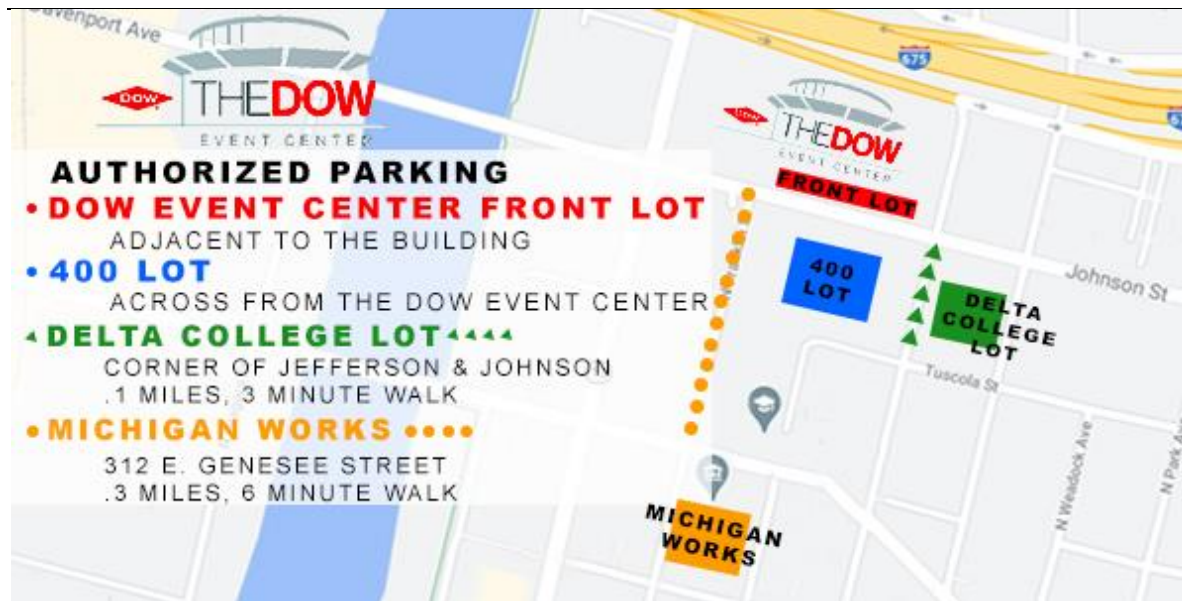 Davenport Ave
DOW THE DOW
EVENT CENTER
AUTHORIZED PARKING
• DOW EVENT CENTER FRONT LOT
ADJACENT TO THE BUILDING
• 400 LOT
ACROSS FROM THE DOW EVENT CENTER
DELTA COLLEGE LOT
CORNER OF JEFFERSON & JOHNSON
.1 MILES, 3 MINUTE WALK
• MICHIGAN WORKS ••••
312 E. GENESEE STREET
.3 MILES, 6 MINUTE WALK
675
DOW THE DOW
EVENT CENTER
FRONT LOT
400
LOT
DELTA
COLLEGE
LOT
Johnson St
Tuscola St
N Weadock Ave
N Park Ave
MICHIGAN
WORKS